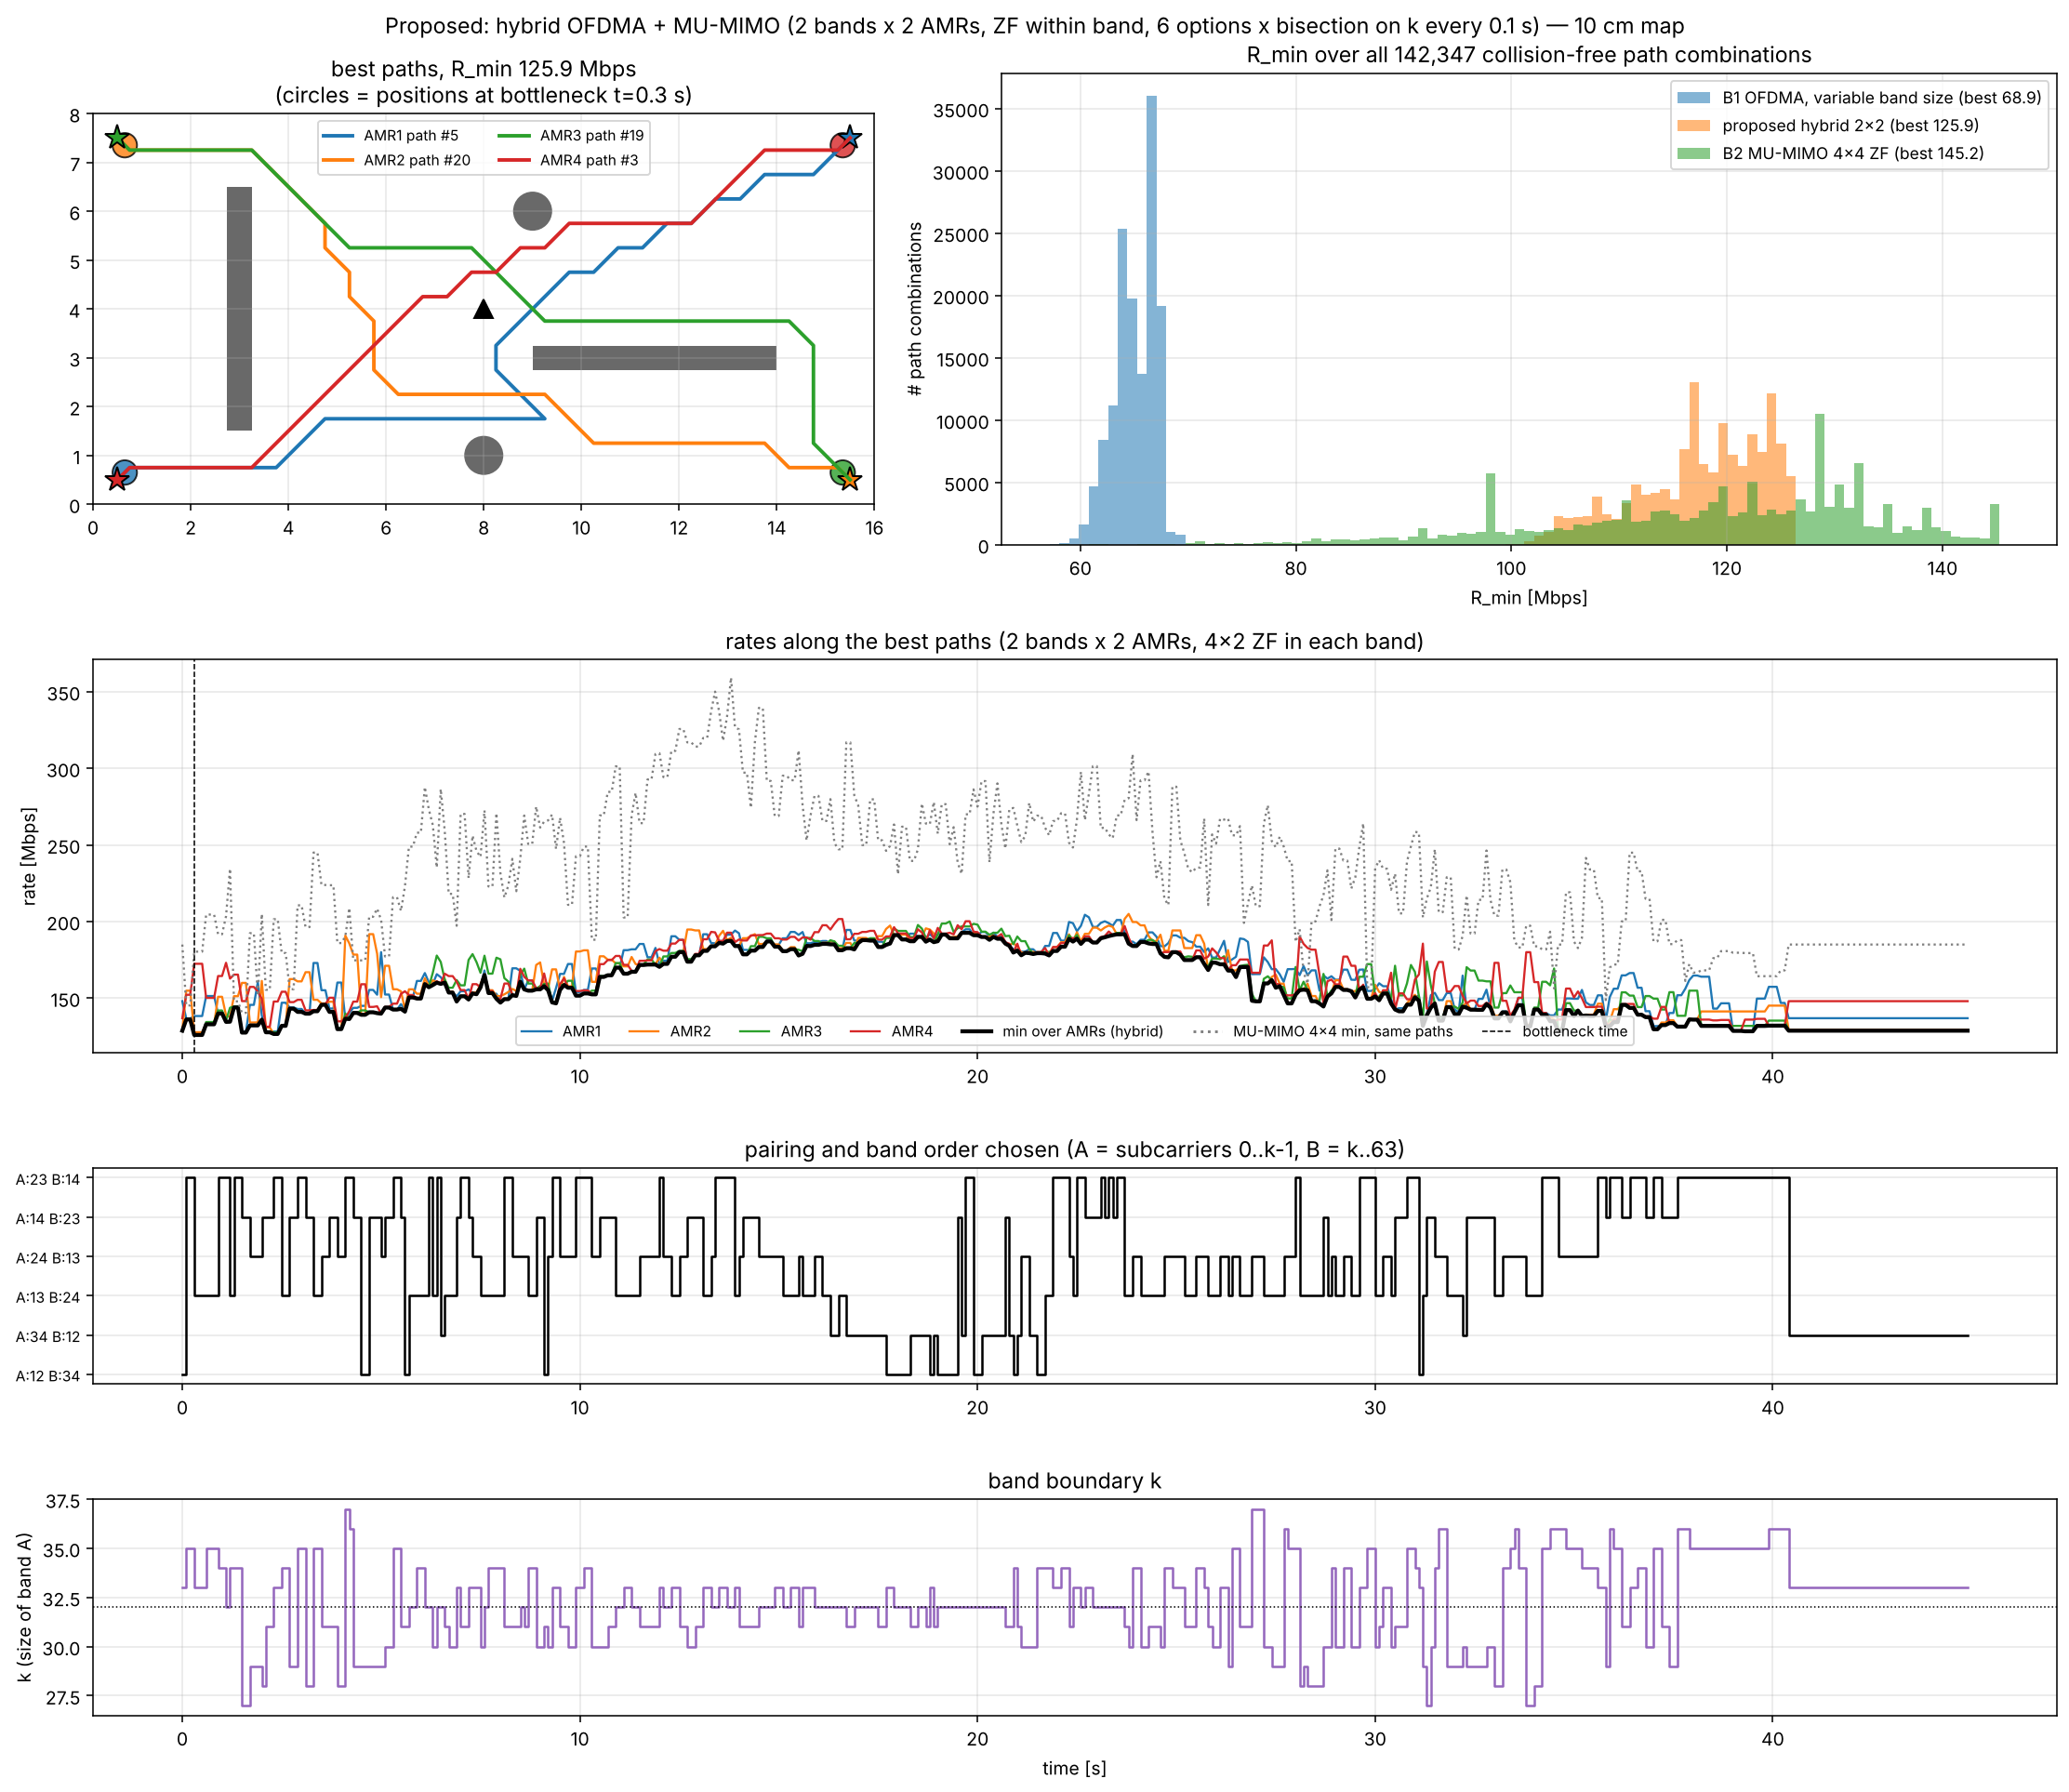 Proposed: hybrid OFDMA + MU-MIMO (2 bands x 2 AMRs, ZF within band, 6 options x bisection on k every 0.1 s) — 10 cm map
best paths, R_min 125.9 Mbps
(circles = positions at bottleneck t=0.3 s)
8
7
6
5
4
3
2
1
0
0 2 4 6 8 10 12 14 16
AMR1 path #5
AMR2 path #20
AMR3 path #19
AMR4 path #3
R_min over all 142,347 collision-free path combinations
# path combinations
35000
30000
25000
20000
15000
10000
5000
0
60 80 100 120 140
R_min [Mbps]
B1 OFDMA, variable band size (best 68.9)
proposed hybrid 2×2 (best 125.9)
B2 MU-MIMO 4×4 ZF (best 145.2)
rates along the best paths (2 bands x 2 AMRs, 4×2 ZF in each band)
rate [Mbps]
350
300
250
200
150
AMR1 AMR2 AMR3 AMR4 min over AMRs (hybrid) MU-MIMO 4×4 min, same paths bottleneck time
0 10 20 30 40
pairing and band order chosen (A = subcarriers 0..k-1, B = k..63)
A:23 B:14
A:14 B:23
A:24 B:13
A:13 B:24
A:34 B:12
A:12 B:34
0 10 20 30 40
band boundary k
k (size of band A)
37.5
35.0
32.5
30.0
27.5
0 10 20 30 40
time [s]